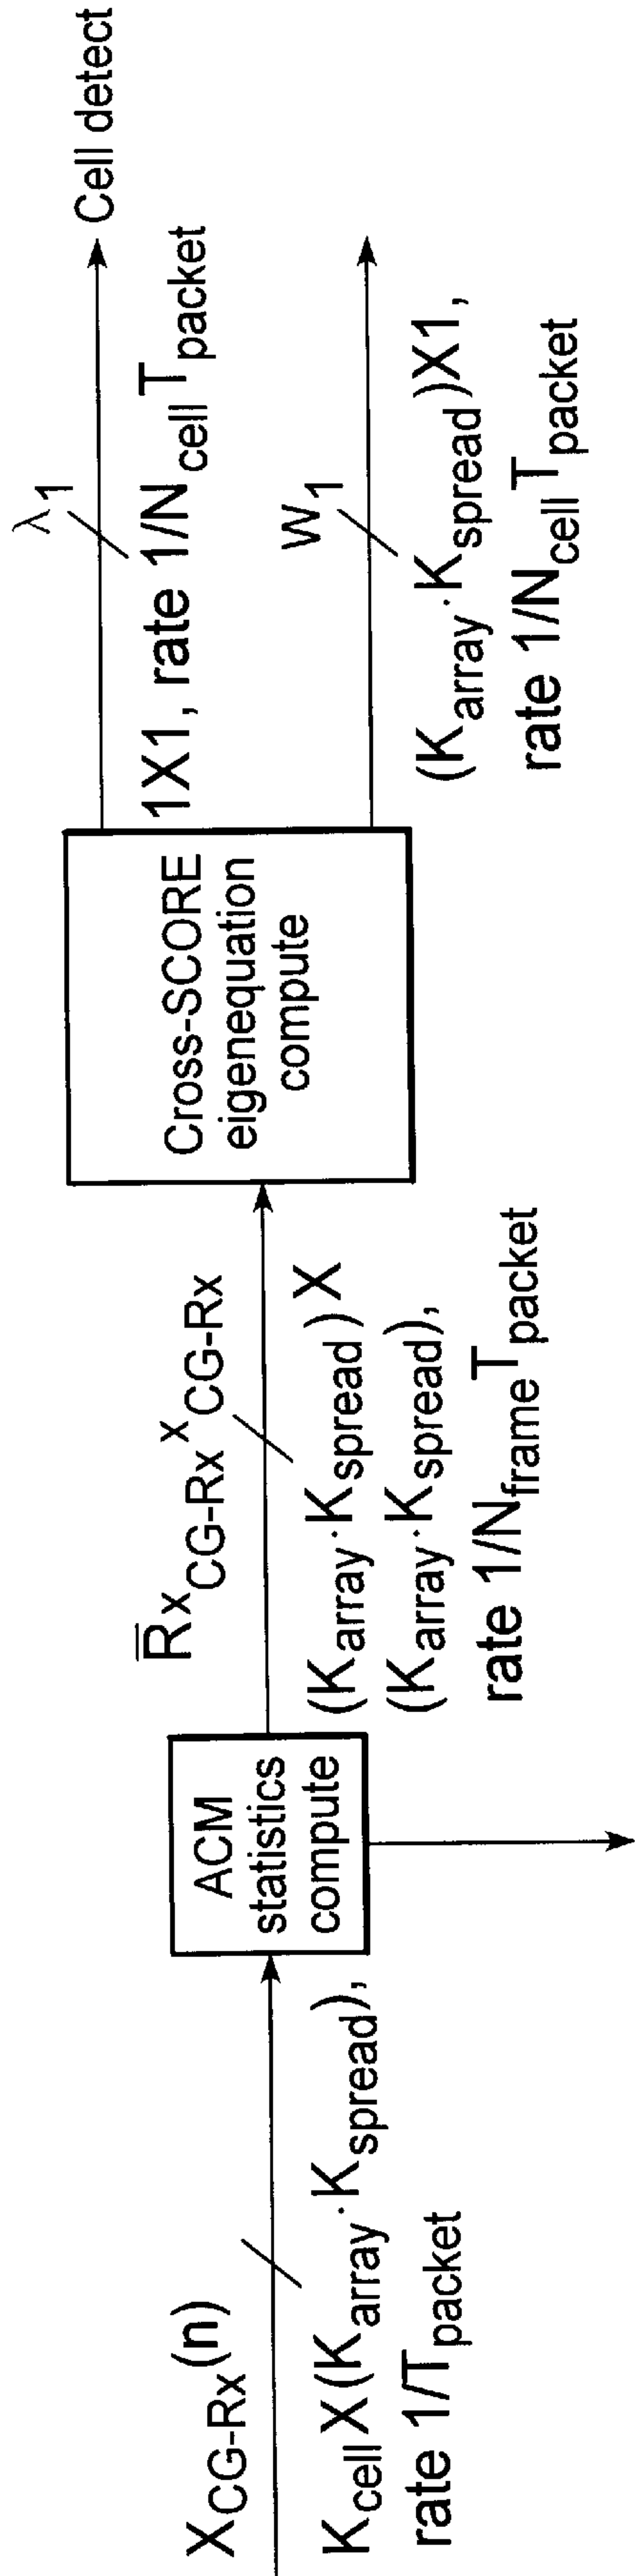 X_CG-Rx(n)
K_cell X (K_array · K_spread),
rate 1/T_packet
ACM
statistics
compute
R̅x_CG-Rx x_CG-Rx
(K_array · K_spread) X
(K_array · K_spread),
rate 1/N_frame T_packet
Cross-SCORE
eigenequation
compute
λ_1
Cell detect
1X1, rate 1/N_cell T_packet
W_1
(K_array · K_spread)X1,
rate 1/N_cell T_packet